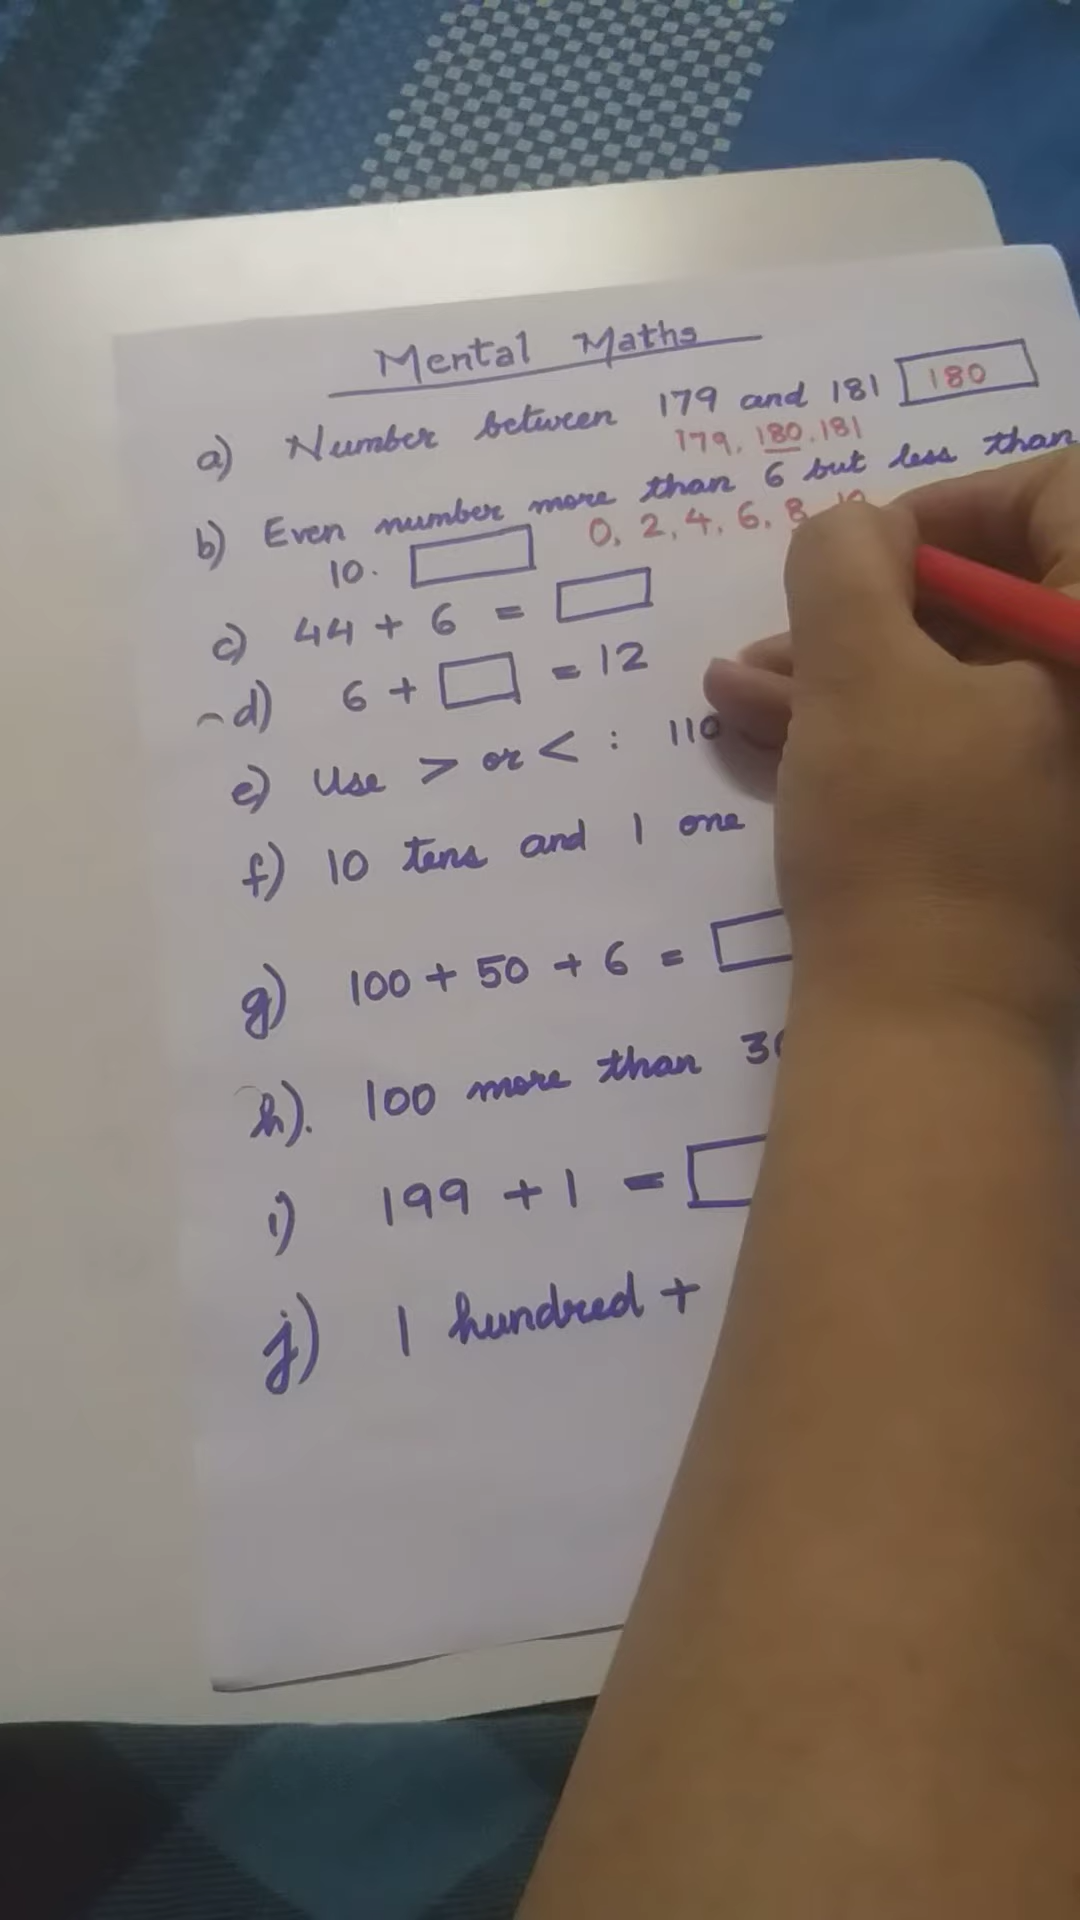 Mental Maths
a) Number between 179 and 181 180
179, 180, 181
b) Even number more than 6 but less than
10. 0, 2, 4, 6, 8, 10
c) 44 + 6 =
d) 6 + = 12
e) Use > or < : 110
f) 10 tens and 1 one
g) 100 + 50 + 6 =
h). 100 more than
i) 199 + 1 =
j) 1 hundred +